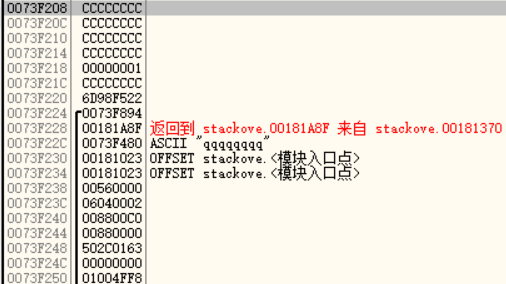 0073F208 CCCCCCCC
0073F20C CCCCCCCC
0073F210 CCCCCCCC
0073F214 CCCCCCCC
0073F218 00000001
0073F21C CCCCCCCC
0073F220 6D98F522
0073F224 0073F894
0073F228 00181A8F 返回到 stackove.00181A8F 来自 stackove.00181370
0073F22C 0073F480 ASCII "qqqqqqqq"
0073F230 00181023 OFFSET stackove.<模块入口点>
0073F234 00181023 OFFSET stackove.<模块入口点>
0073F238 00560000
0073F23C 06040002
0073F240 008800C0
0073F244 00880000
0073F248 502C0163
0073F24C 00000000
0073F250 01004FF8